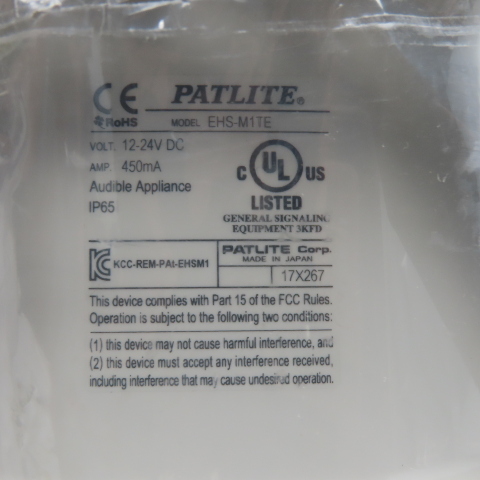 CE PATLITE®
RoHS MODEL EHS-M1TE
VOLT. 12-24V DC
AMP. 450mA
Audible Appliance
IP65
C UL US
LISTED
GENERAL SIGNALING
EQUIPMENT 3KFD
KCC-REM-PAt-EHSM1
PATLITE Corp.
MADE IN JAPAN
17X267
This device complies with Part 15 of the FCC Rules.
Operation is subject to the following two conditions:
(1) this device may not cause harmful interference, and
(2) this device must accept any interference received,
including interference that may cause undesired operation.